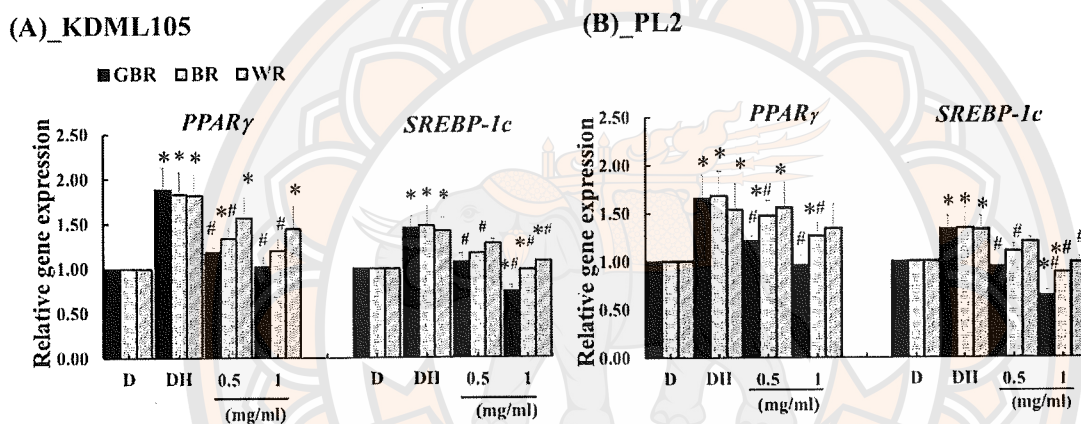 (A)_KDML105
(B)_PL2
■ GBR □ BR □ WR
PPARγ
SREBP-1c
Relative gene expression
2.50
2.00
1.50
1.00
0.50
0.00
* * *
# * # *
# # *
* * *
# #
*# *#
D DH 0.5 1
(mg/ml)
D DH 0.5 1
(mg/ml)
PPARγ
SREBP-1c
Relative gene expression
2.50
2.00
1.50
1.00
0.50
0.00
* * *
# *# *
# *#
* * *
# #
*# *# #
D DH 0.5 1
(mg/ml)
D DH 0.5 1
(mg/ml)